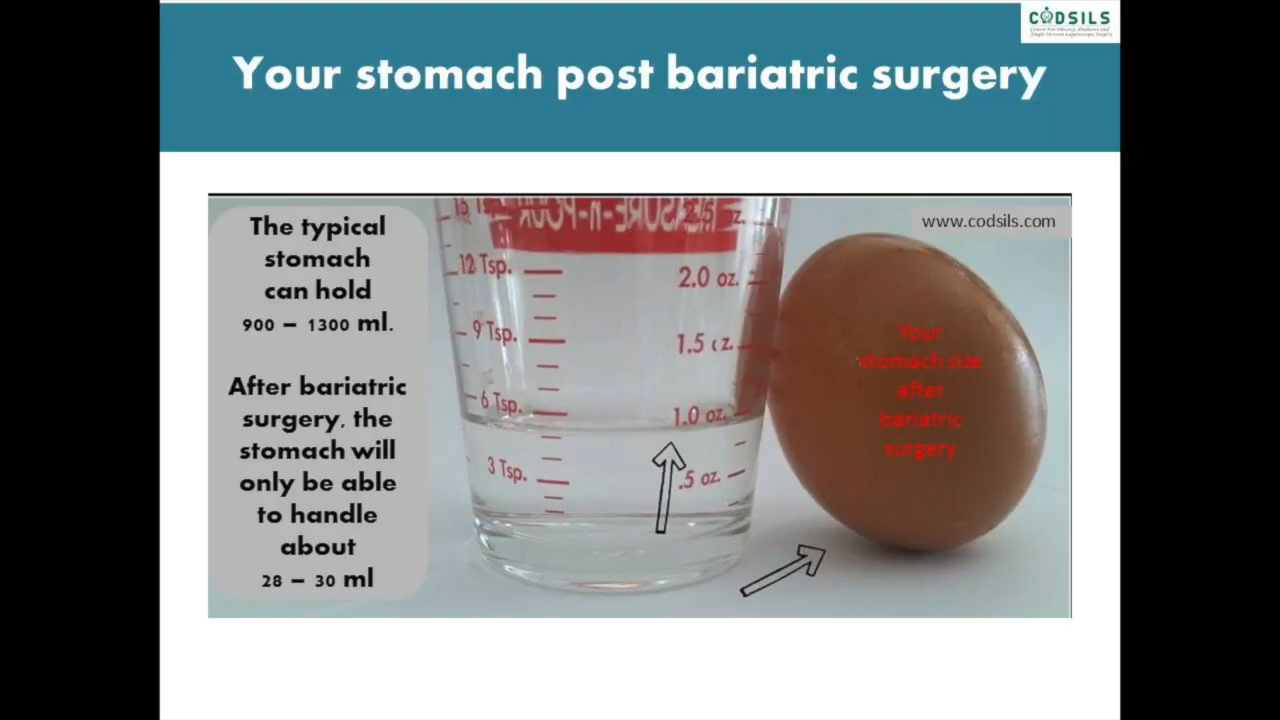 CODSILS
Your stomach post bariatric surgery
www.codsils.com
The typical
stomach
can hold
900 – 1300 ml.
After bariatric
surgery, the
stomach will
only be able
to handle
about
28 – 30 ml
12 Tsp.
9 Tsp.
6 Tsp.
3 Tsp.
2.5 oz.
2.0 oz.
1.5 oz.
1.0 oz.
.5 oz.
Your
stomach size
after
bariatric
surgery